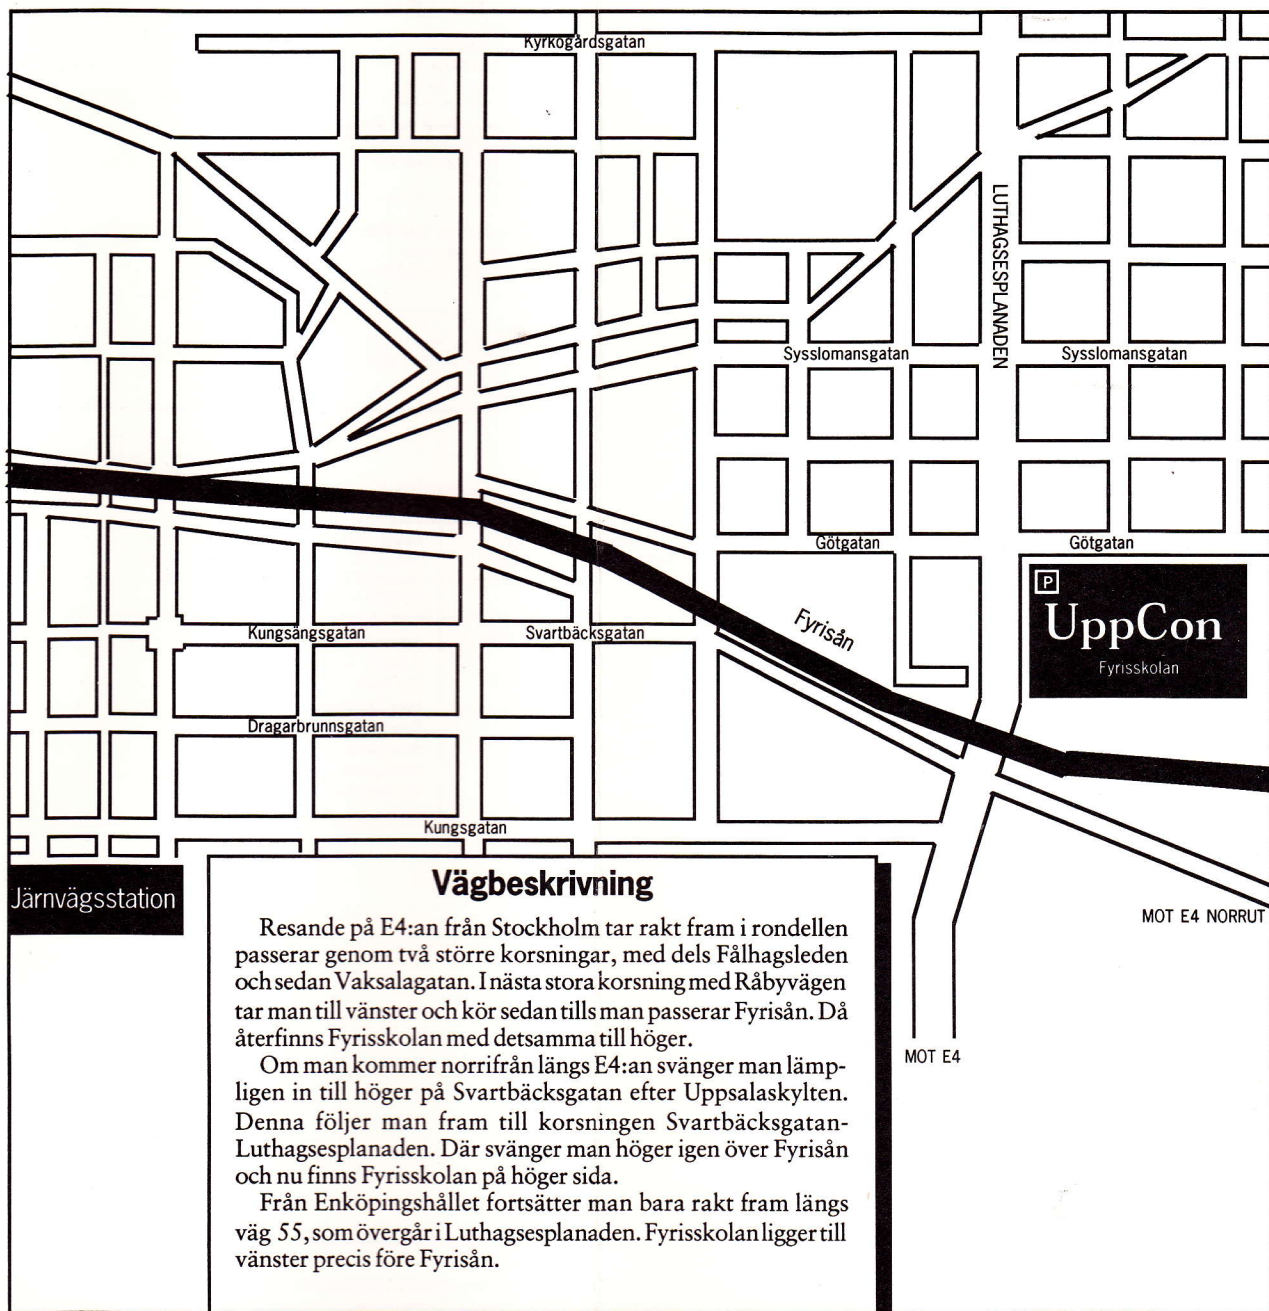 Kyrkogårdsgatan
LUTHAGSESPLANADEN
Sysslomansgatan
Sysslomansgatan
Götgatan
Götgatan
P
UppCon
Fyrisskolan
Fyrisån
Kungsängsgatan
Svartbäcksgatan
Dragarbrunnsgatan
Kungsgatan
Järnvägsstation
MOT E4 NORRUT
MOT E4
Vägbeskrivning
Resande på E4:an från Stockholm tar rakt fram i rondellen
passerar genom två större korsningar, med dels Fålhagsleden
och sedan Vaksalagatan. I nästa stora korsning med Råbyvägen
tar man till vänster och kör sedan tills man passerar Fyrisån. Då
återfinns Fyrisskolan med detsamma till höger.
Om man kommer norrifrån längs E4:an svänger man lämp-
ligen in till höger på Svartbäcksgatan efter Uppsalaskylten.
Denna följer man fram till korsningen Svartbäcksgatan-
Luthagsesplanaden. Där svänger man höger igen över Fyrisån
och nu finns Fyrisskolan på höger sida.
Från Enköpingshållet fortsätter man bara rakt fram längs
väg 55, som övergår i Luthagsesplanaden. Fyrisskolan ligger till
vänster precis före Fyrisån.